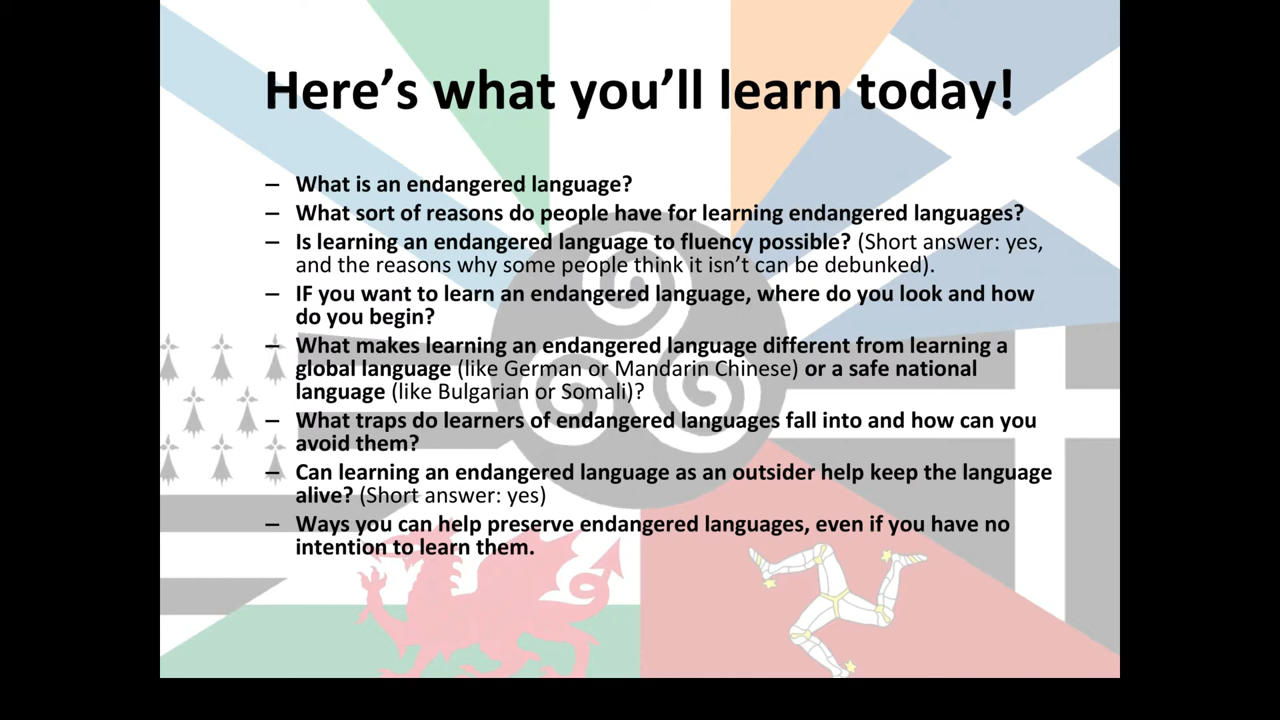 Here’s what you’ll learn today!
– What is an endangered language?
– What sort of reasons do people have for learning endangered languages?
– Is learning an endangered language to fluency possible? (Short answer: yes,
and the reasons why some people think it isn’t can be debunked).
– IF you want to learn an endangered language, where do you look and how
do you begin?
– What makes learning an endangered language different from learning a
global language (like German or Mandarin Chinese) or a safe national
language (like Bulgarian or Somali)?
– What traps do learners of endangered languages fall into and how can you
avoid them?
– Can learning an endangered language as an outsider help keep the language
alive? (Short answer: yes)
– Ways you can help preserve endangered languages, even if you have no
intention to learn them.